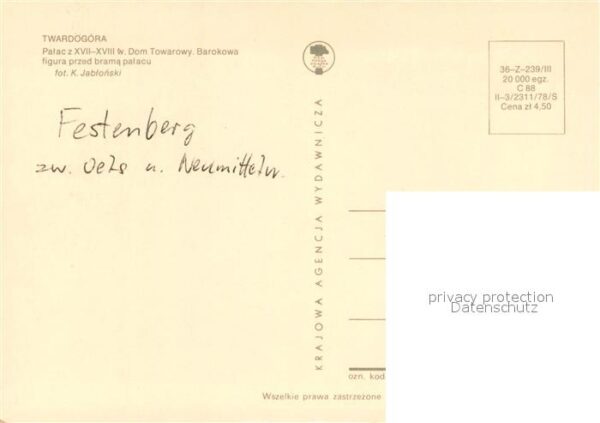 TWARDOGÓRA
Pałac z XVII–XVIII w. Dom Towarowy. Barokowa
figura przed bramą pałacu
fot. K. Jabłoński
Festenberg
zw. Oels u. Neumittelw.
KRAJOWA AGENCJA WYDAWNICZA
36–Z–239/III
20 000 egz.
C 88
II–3/2311/78/S
Cena zł 4,50
privacy protection
Datenschutz
ozn. kod
Wszelkie prawa zastrzeżone